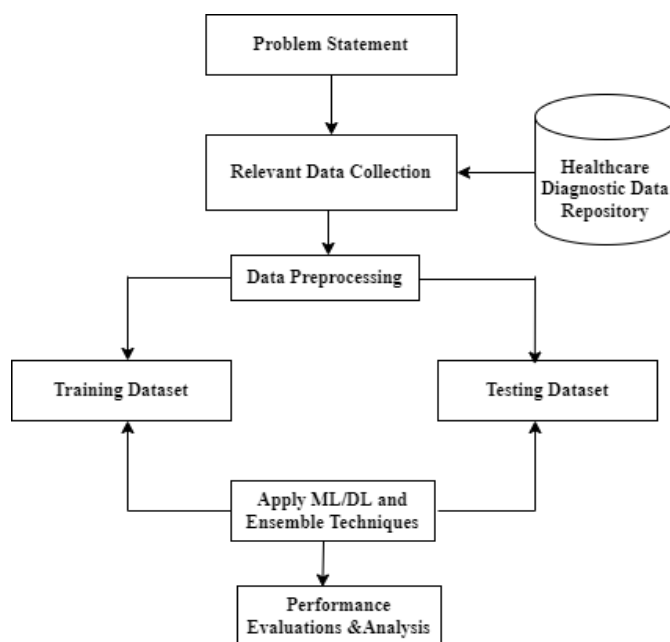 Problem Statement
Relevant Data Collection
Healthcare
Diagnostic Data
Repository
Data Preprocessing
Training Dataset
Testing Dataset
Apply ML/DL and
Ensemble Techniques
Performance
Evaluations &Analysis